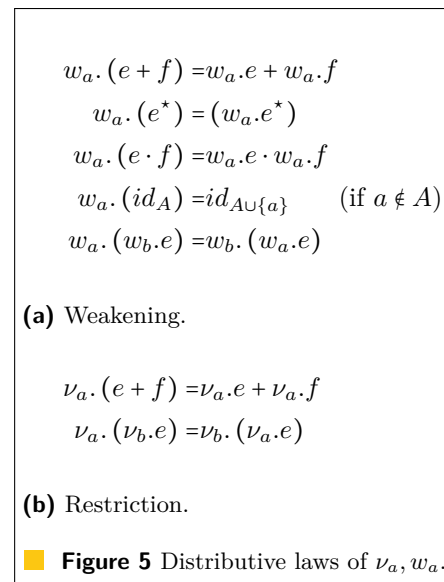 w_a. (e + f) =w_a.e + w_a.f
w_a. (e^⋆) =(w_a.e^⋆)
w_a. (e · f) =w_a.e · w_a.f
w_a. (id_A) =id_{A∪{a}} (if a ∉ A)
w_a. (w_b.e) =w_b. (w_a.e)
(a) Weakening.
ν_a. (e + f) =ν_a.e + ν_a.f
ν_a. (ν_b.e) =ν_b. (ν_a.e)
(b) Restriction.
Figure 5 Distributive laws of ν_a, w_a.